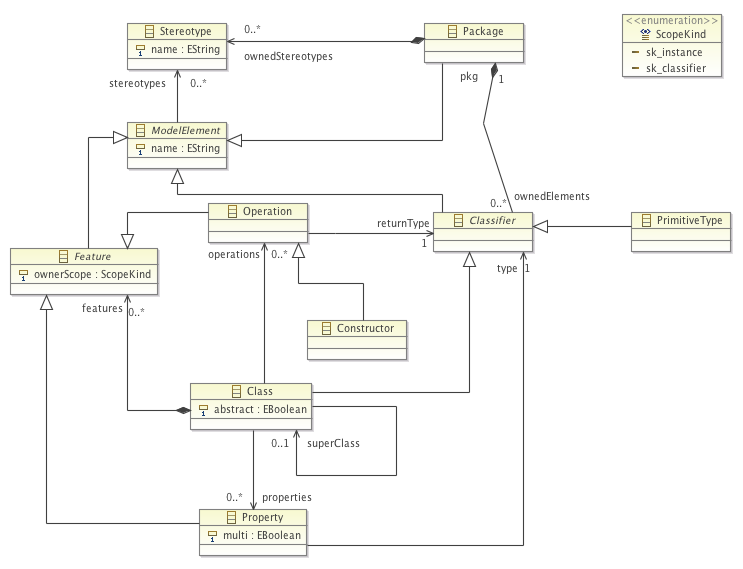 Stereotype
name : EString
0..*
ownedStereotypes
Package
<<enumeration>>
ScopeKind
sk_instance
sk_classifier
stereotypes
0..*
pkg
1
ModelElement
name : EString
ownedElements
0..*
Operation
returnType
1
Classifier
PrimitiveType
operations
0..*
type
1
Feature
ownerScope : ScopeKind
features
0..*
Constructor
Class
abstract : EBoolean
0..1
superClass
0..*
properties
Property
multi : EBoolean